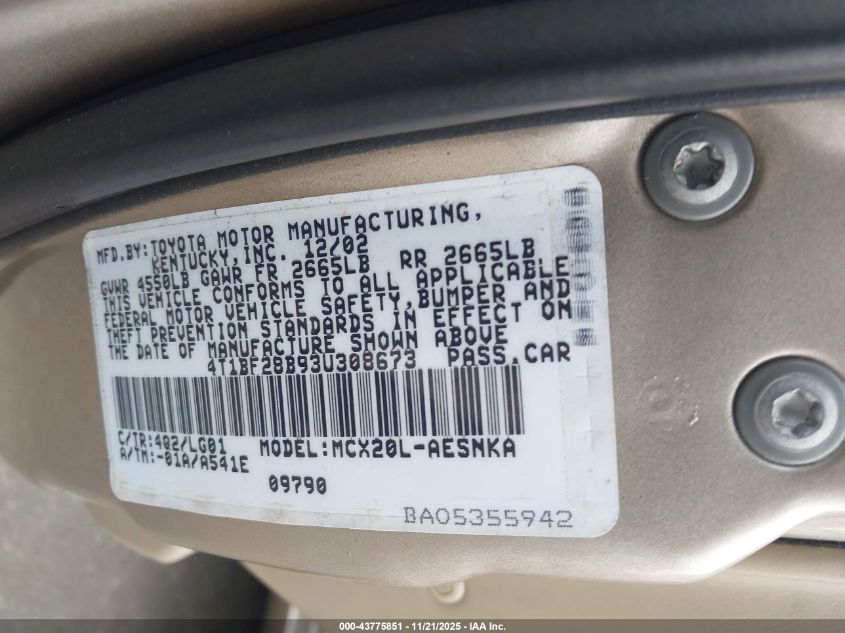 MFD.BY:TOYOTA MOTOR MANUFACTURING,
KENTUCKY,INC. 12/02
GVWR 4550LB GAWR FR 2665LB RR 2665LB
THIS VEHICLE CONFORMS TO ALL APPLICABLE
FEDERAL MOTOR VEHICLE SAFETY,BUMPER AND
THEFT PREVENTION STANDARDS IN EFFECT ON
THE DATE OF MANUFACTURE SHOWN ABOVE
4T1BF28B93U308673 PASS.CAR
C/TR:402/LG01 MODEL:MCX20L-AESNKA
A/TM:-01A/A541E
09790
BA05355942
000-43775851 - 11/21/2025 - IAA Inc.